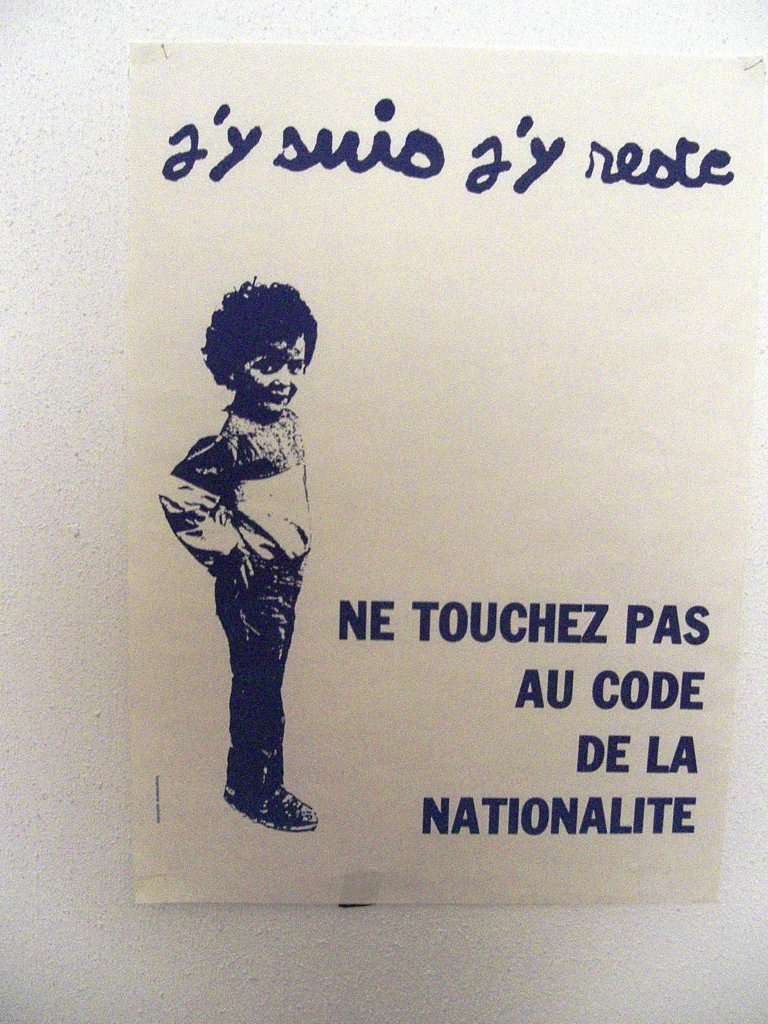 j'y suis j'y reste
NE TOUCHEZ PAS
AU CODE
DE LA
NATIONALITE